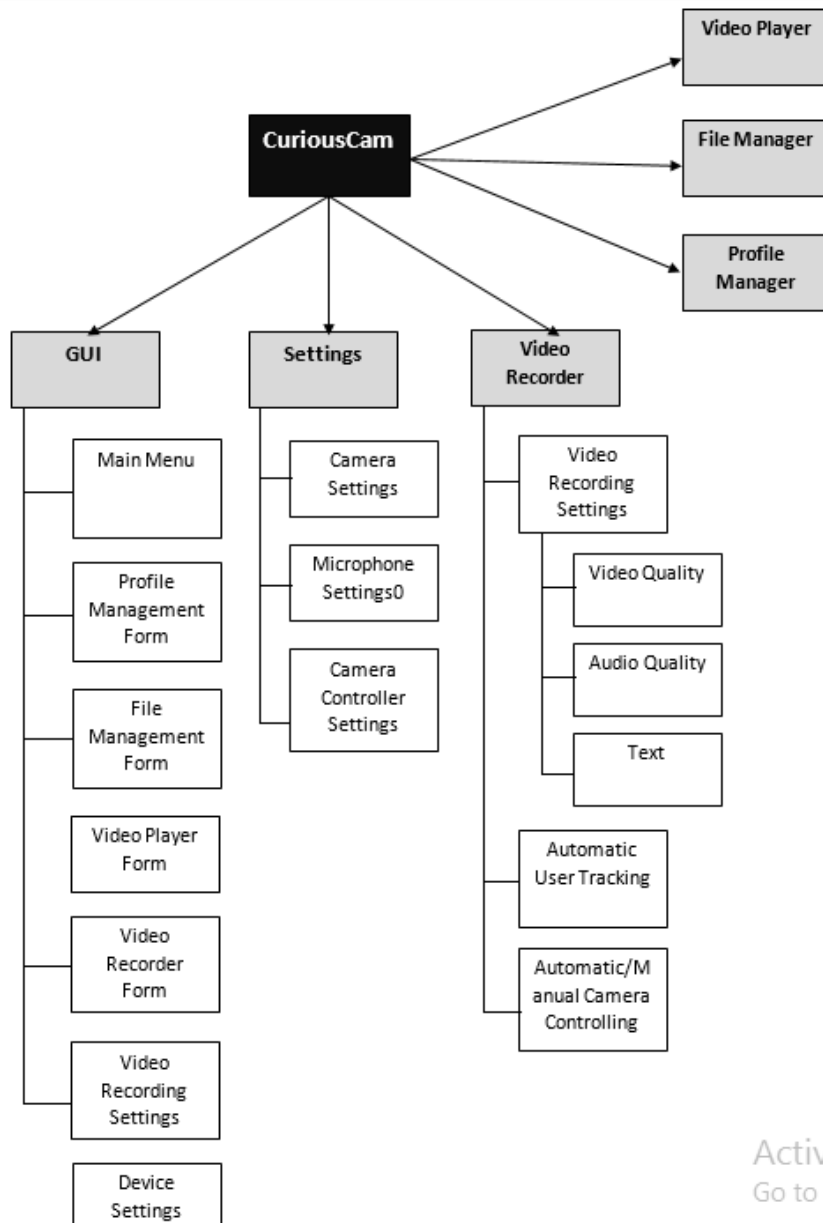 Video Player
CuriousCam
File Manager
Profile
Manager
GUI
Settings
Video
Recorder
Main Menu
Profile
Management
Form
File
Management
Form
Video Player
Form
Video
Recorder
Form
Video
Recording
Settings
Device
Settings
Camera
Settings
Microphone
Settings0
Camera
Controller
Settings
Video
Recording
Settings
Video Quality
Audio Quality
Text
Automatic
User Tracking
Automatic/M
anual Camera
Controlling
Activ
Go to